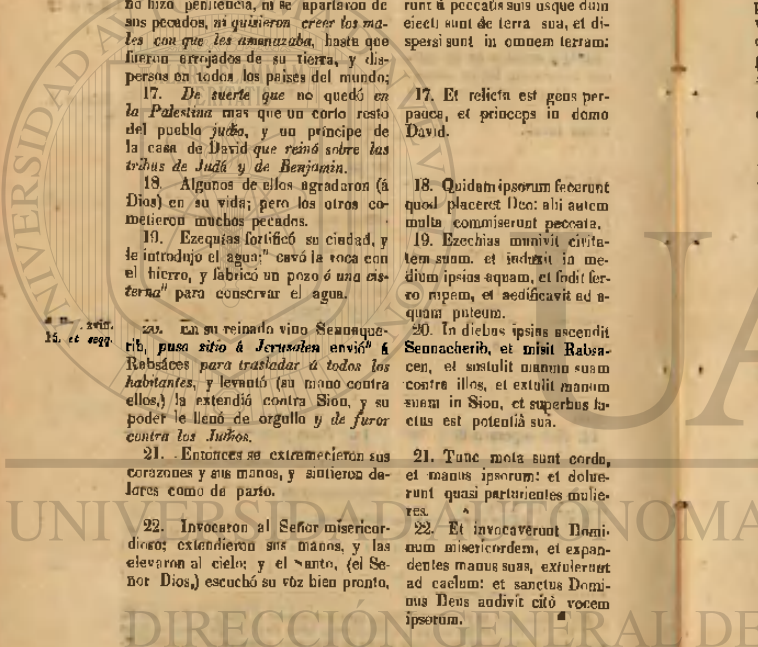 no hizo penitencia, ni se apartaron de
sus pecados, ni quisieron creer los ma-
les con que les amenazaba, hasta que
fueron arrojados de su tierra, y dis-
persos en todos los paises del mundo;
17. De suerte que no quedó en
la Palestina mas que un corto resto
del pueblo judío, y un príncipe de
la casa de David que reinó sobre las
tribus de Judá y de Benjamin.
18. Algunos de ellos agradaron (á
Dios) en su vida; pero los otros co-
metieron muchos pecados.
19. Ezequías fortificó su ciudad, y
le introdujo el agua;" cavó la roca con
el hierro, y fabricó un pozo ó una cis-
terna" para conservar el agua.
xviii.
15. et seqq.
20. En su reinado vino Sennaque-
rib, puso sitio á Jerusalen envió" á
Rabsáces para trasladar á todos los
habitantes, y levantó (su mano contra
ellos,) la extendió contra Sion, y su
poder le llenó de orgullo y de furor
contra los Judíos.
21. Entonces se extremecieron sus
corazones y sus manos, y sintieron do-
lores como de parto.
22. Invocaron al Señor misericor-
dioso; extendieron sus manos, y las
elevaron al cielo; y el santo, (el Se-
ñor Dios,) escuchó su voz bien pronto,
runt á peccatis suis usque dum
eiecti sunt de terra sua, et di-
spersi sunt in omnem terram:
17. Et relicta est gens per-
pauca, et princeps in domo
David.
18. Quidam ipsorum fecerunt
quod placeret Deo: alii autem
multa commiserunt peccata.
19. Ezechias munivit civita-
tem suam, et induxit in me-
dium ipsius aquam, et fodit fer-
ro rupem, et aedificavit ad a-
quam puteum.
20. In diebus ipsius ascendit
Sennacherib, et misit Rabsa-
cen, et sustulit manum suam
contra illos, et extulit manum
suam in Sion, et superbus fa-
ctus est potentiâ sua.
21. Tunc mota sunt corda,
et manus ipsorum: et dolue-
runt quasi parturientes mulie-
res.
22. Et invocaverunt Domi-
num misericordem, et expan-
dentes manus suas, extulerunt
ad caelum: et sanctus Domi-
nus Deus audivit citò vocem
ipsorum.
UNIVERSIDAD AUTÓNOMA
DIRECCIÓN GENERAL DE